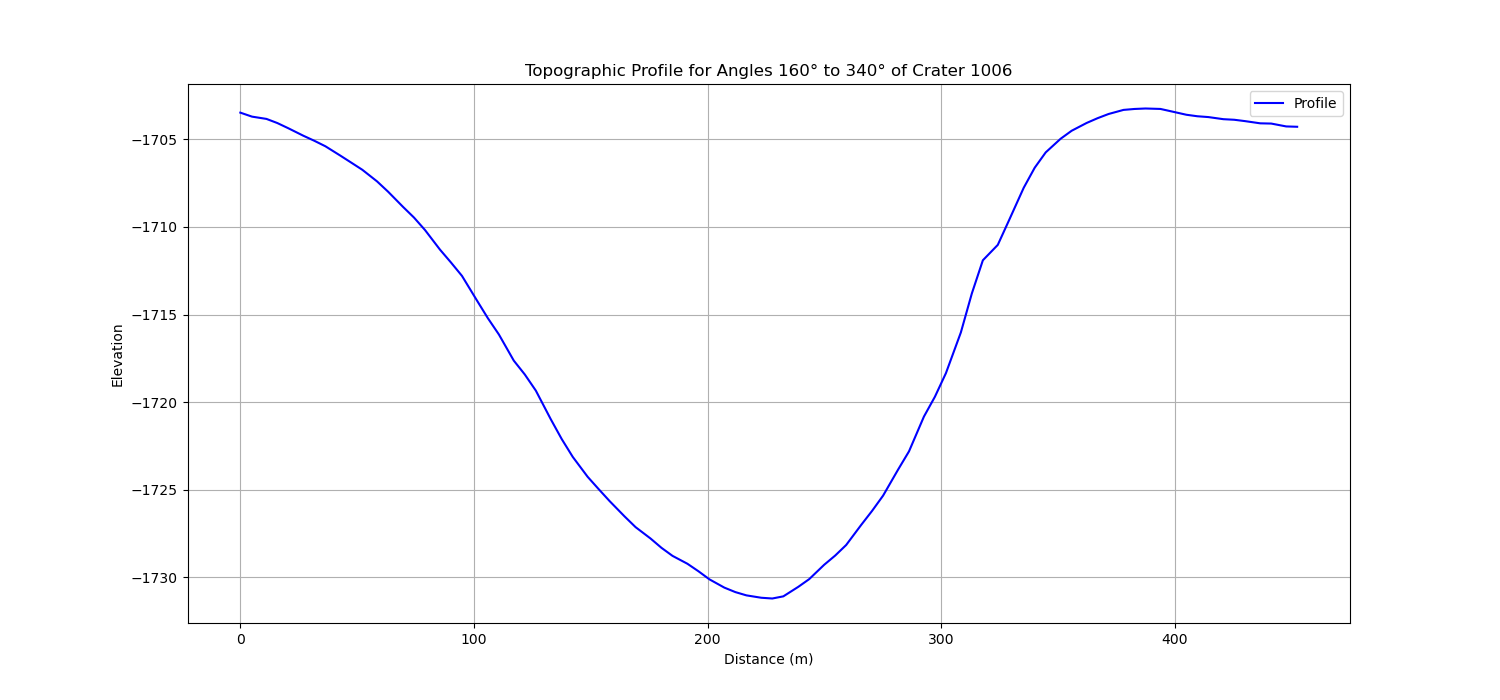 Topographic Profile for Angles 160° to 340° of Crater 1006
Profile
−1705
−1710
−1715
−1720
−1725
−1730
Elevation
0 100 200 300 400
Distance (m)